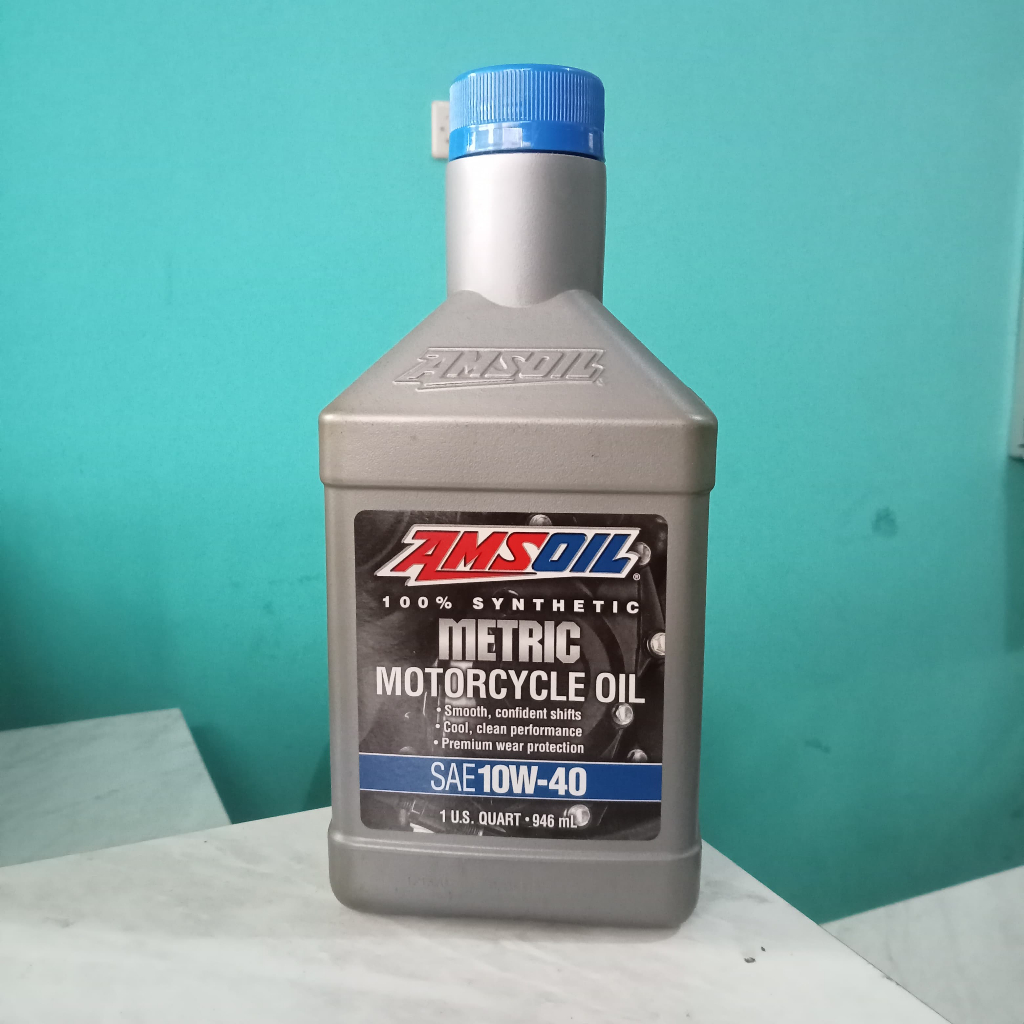 AMSOIL
AMSOIL
100% SYNTHETIC
METRIC
MOTORCYCLE OIL
• Smooth, confident shifts
• Cool, clean performance
• Premium wear protection
SAE 10W-40
1 U.S. QUART • 946 mL